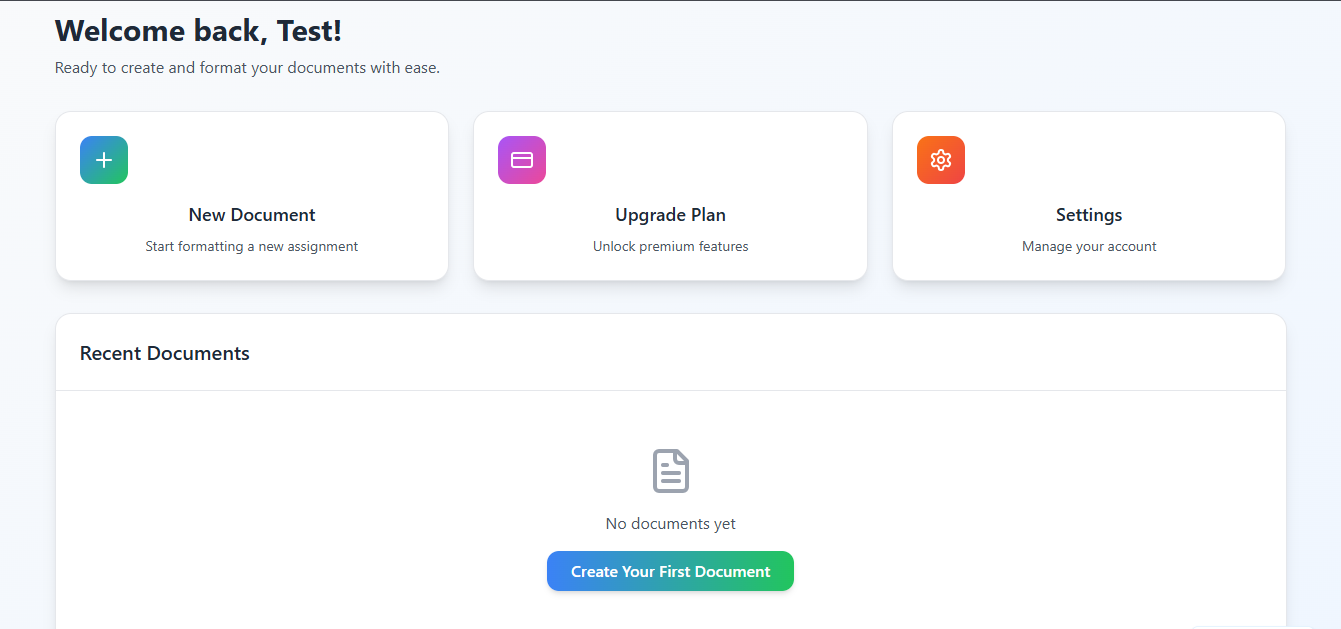 Welcome back, Test!
Ready to create and format your documents with ease.
New Document
Start formatting a new assignment
Upgrade Plan
Unlock premium features
Settings
Manage your account
Recent Documents
No documents yet
Create Your First Document